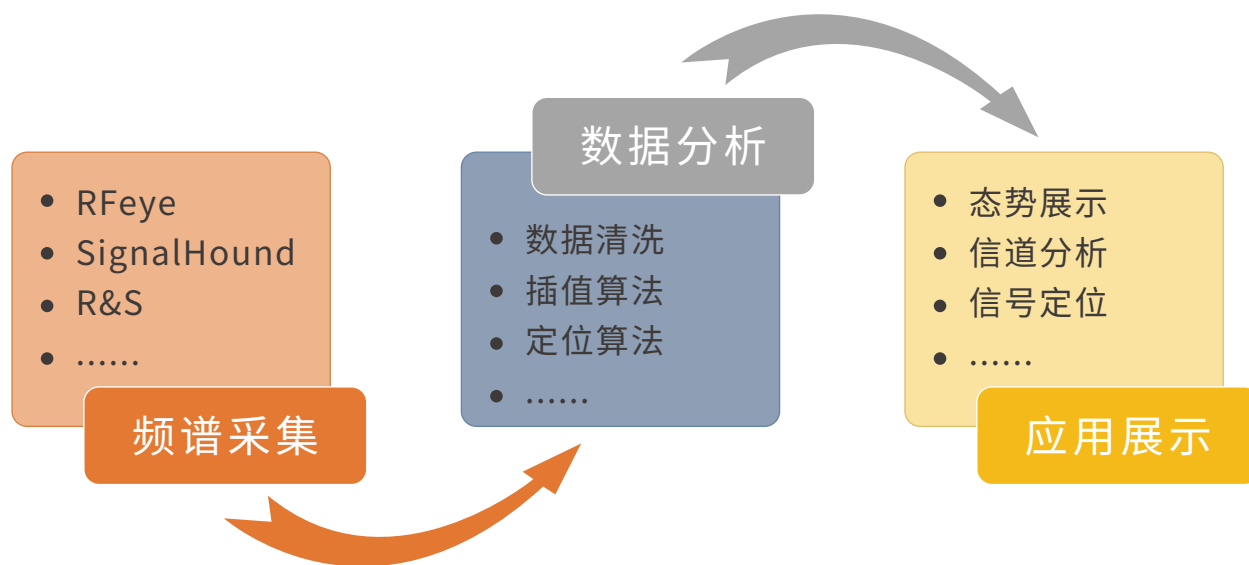 RFeye
SignalHound
R&S
......
频谱采集
数据分析
数据清洗
插值算法
定位算法
......
态势展示
信道分析
信号定位
......
应用展示